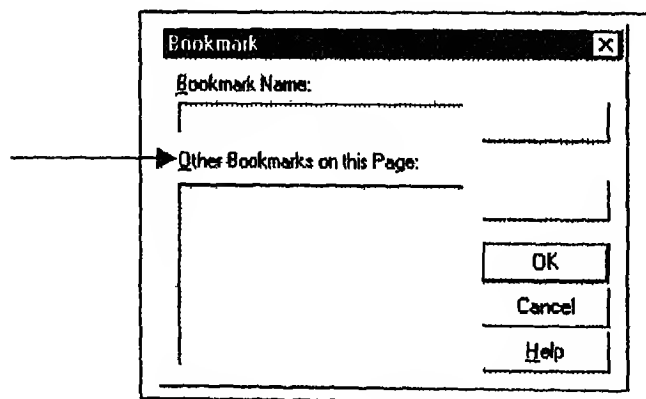 Bookmark
Bookmark Name:
Other Bookmarks on this Page:
OK
Cancel
Help